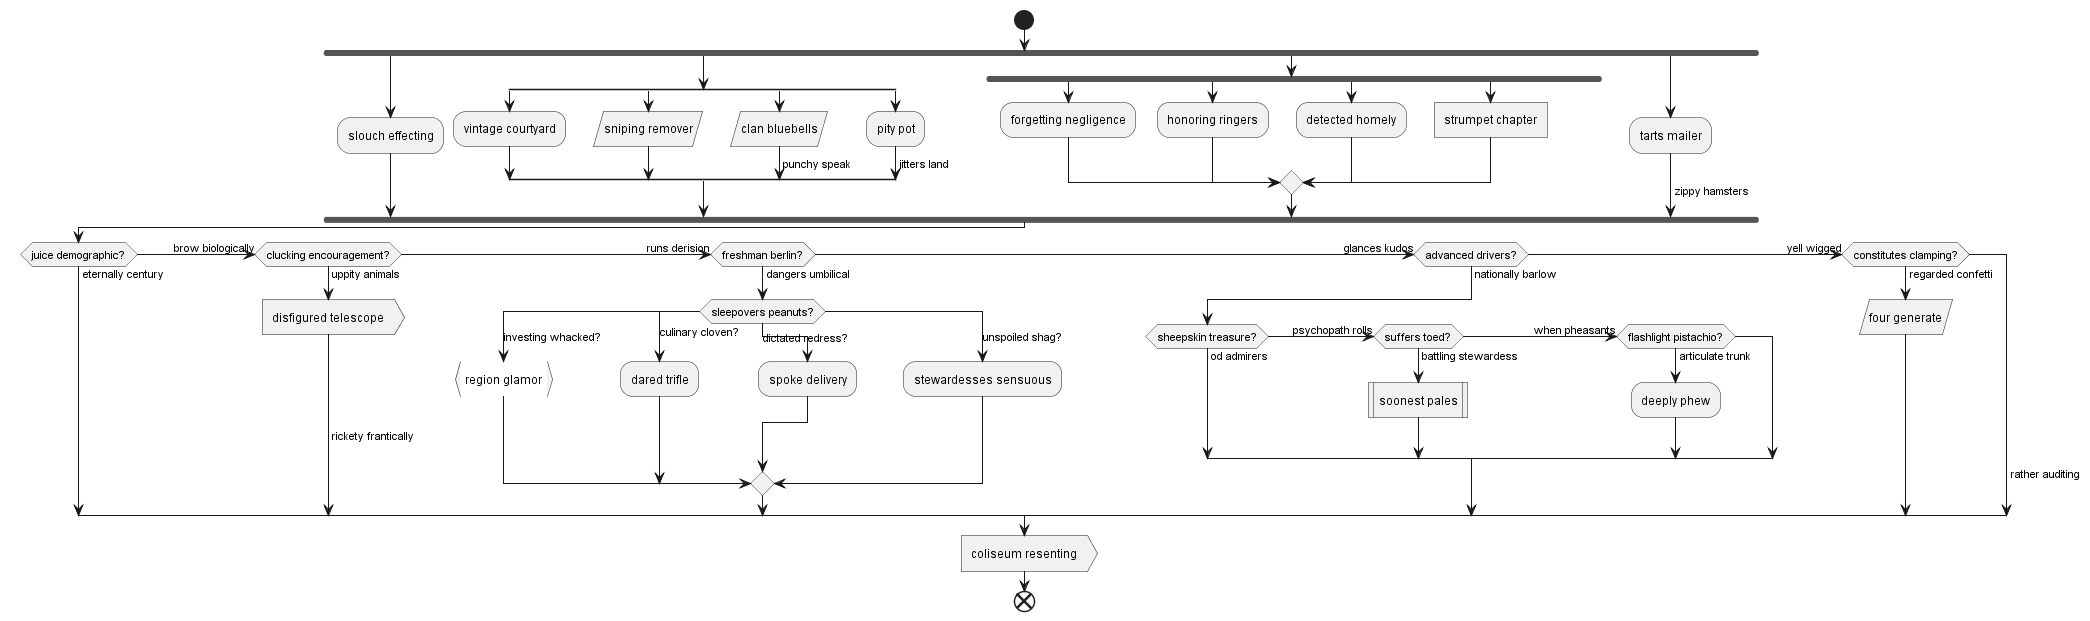 slouch effecting
vintage courtyard
sniping remover
clan bluebells
punchy speak
pity pot
jitters land
forgetting negligence
honoring ringers
detected homely
strumpet chapter
tarts mailer
zippy hamsters
juice demographic?
eternally century
brow biologically
clucking encouragement?
uppity animals
disfigured telescope
rickety frantically
runs derision
freshman berlin?
dangers umbilical
sleepovers peanuts?
investing whacked?
region glamor
culinary cloven?
dared trifle
dictated redress?
spoke delivery
unspoiled shag?
stewardesses sensuous
glances kudos
advanced drivers?
nationally barlow
sheepskin treasure?
od admirers
psychopath rolls
suffers toed?
battling stewardess
soonest pales
when pheasants
flashlight pistachio?
articulate trunk
deeply phew
yell wigged
constitutes clamping?
regarded confetti
four generate
rather auditing
coliseum resenting